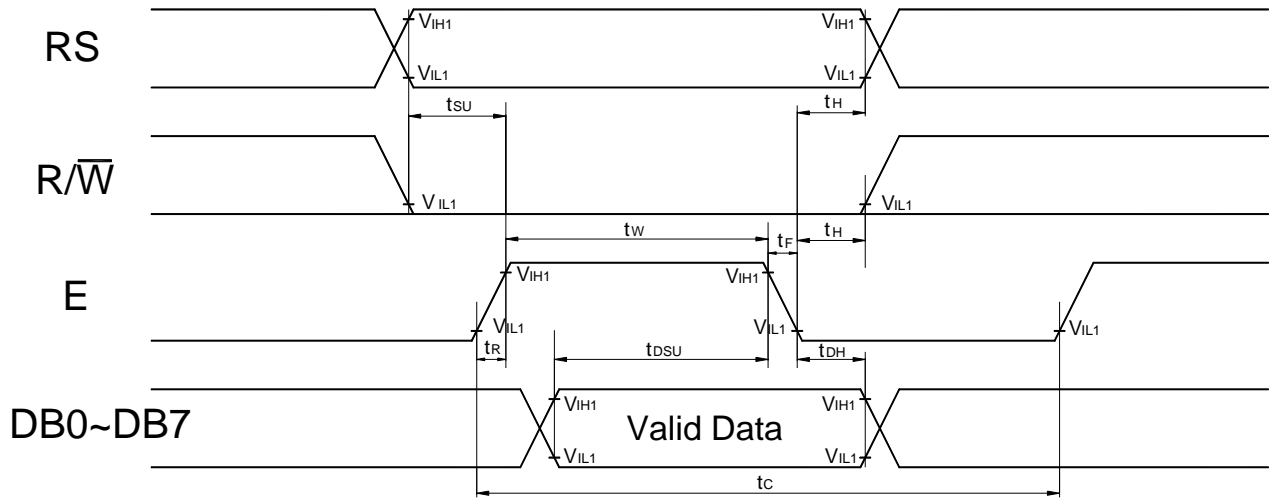 RS
VIH1
VIH1
VIL1
VIL1
tSU
tH
R/W̅
VIL1
VIL1
tW
tF
tH
E
VIH1
VIH1
VIL1
VIL1
VIL1
tR
tDSU
tDH
DB0~DB7
VIH1
Valid Data
VIH1
VIL1
VIL1
tC